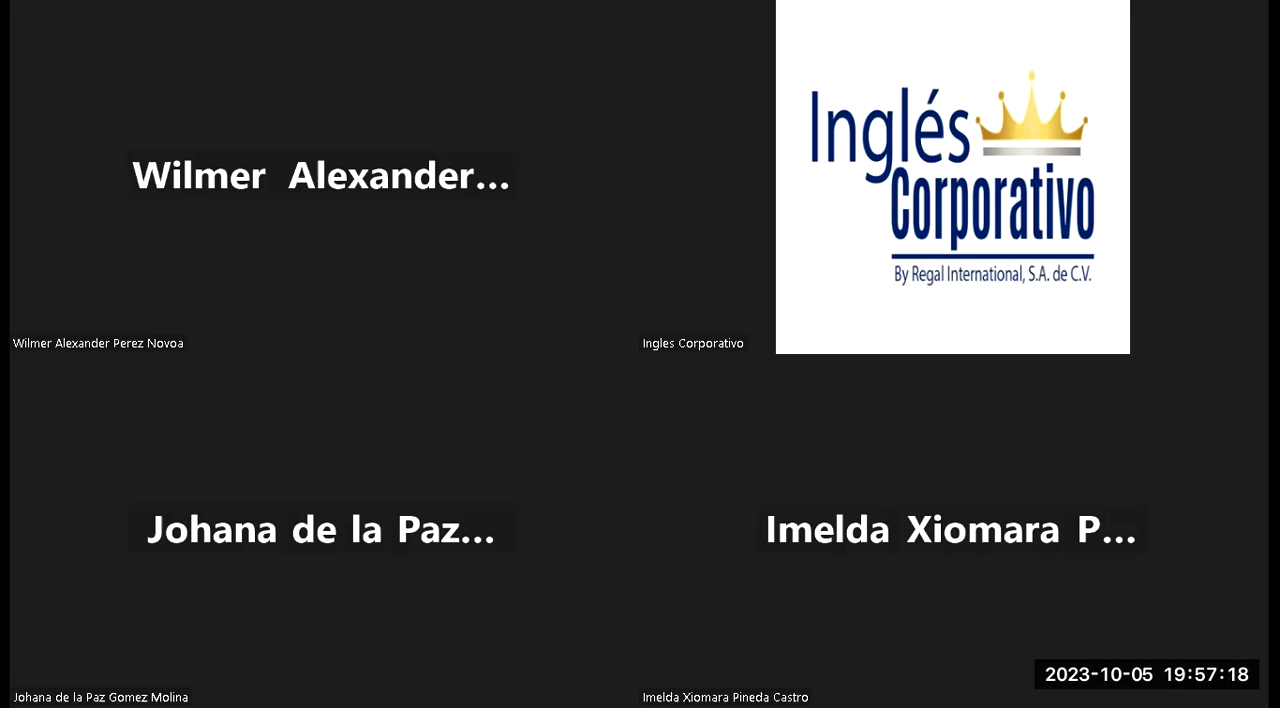 Wilmer Alexander...
Wilmer Alexander Perez Novoa
Inglés
Corporativo
By Regal International, S.A. de C.V.
Ingles Corporativo
Johana de la Paz...
Johana de la Paz Gomez Molina
Imelda Xiomara P...
Imelda Xiomara Pineda Castro
2023-10-05 19:57:18